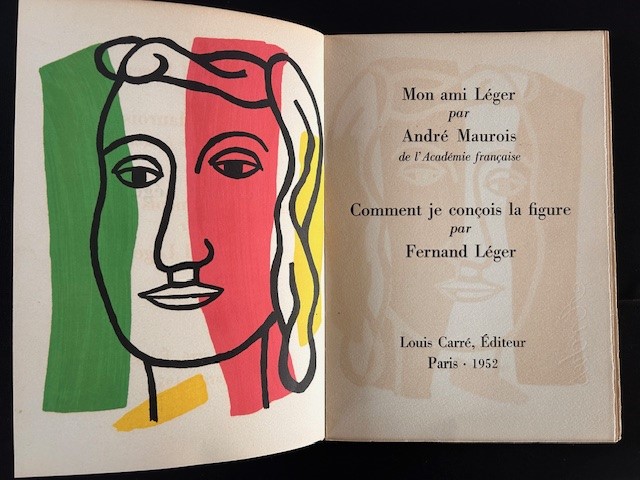 Mon ami Léger
par
André Maurois
de l'Académie française
Comment je conçois la figure
par
Fernand Léger
Louis Carré, Éditeur
Paris · 1952